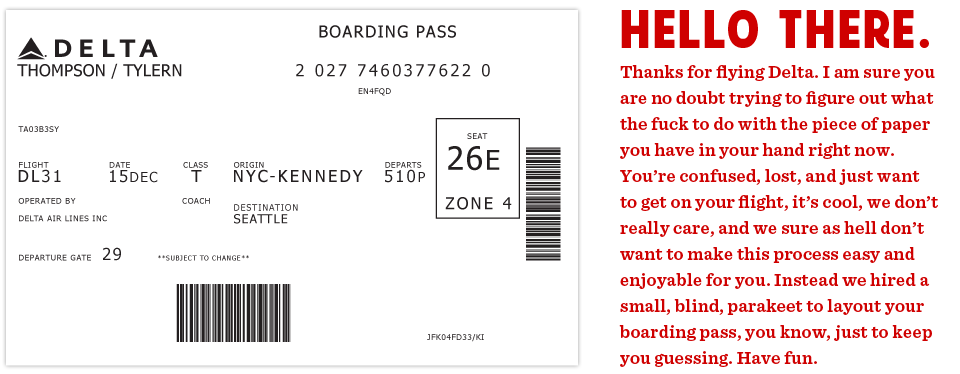 BOARDING PASS
DELTA
THOMPSON / TYLERN
2 027 7460377622 0
EN4FQD
TA03B3SY
SEAT
26E
ZONE 4
FLIGHT DATE CLASS ORIGIN DEPARTS
DL31 15DEC T NYC-KENNEDY 510P
OPERATED BY COACH DESTINATION
DELTA AIR LINES INC SEATTLE
DEPARTURE GATE 29 **SUBJECT TO CHANGE**
JFK04FD33/KI
HELLO THERE.
Thanks for flying Delta. I am sure you
are no doubt trying to figure out what
the fuck to do with the piece of paper
you have in your hand right now.
You're confused, lost, and just want
to get on your flight, it's cool, we don't
really care, and we sure as hell don't
want to make this process easy and
enjoyable for you. Instead we hired a
small, blind, parakeet to layout your
boarding pass, you know, just to keep
you guessing. Have fun.